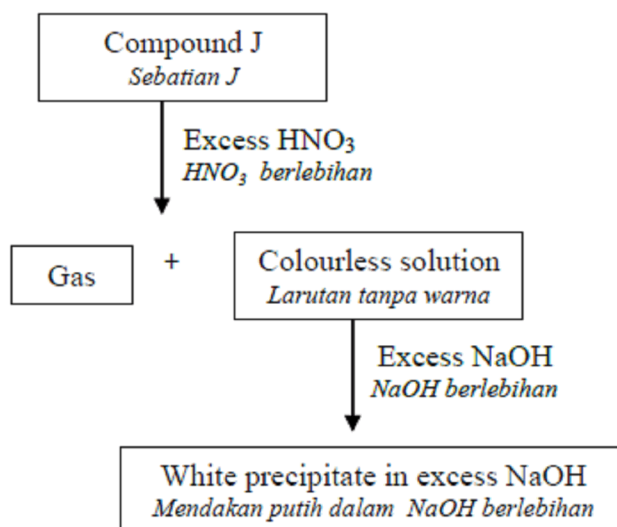 Compound J
Sebatian J
Excess HNO₃
HNO₃ berlebihan
Gas
+
Colourless solution
Larutan tanpa warna
Excess NaOH
NaOH berlebihan
White precipitate in excess NaOH
Mendakan putih dalam NaOH berlebihan